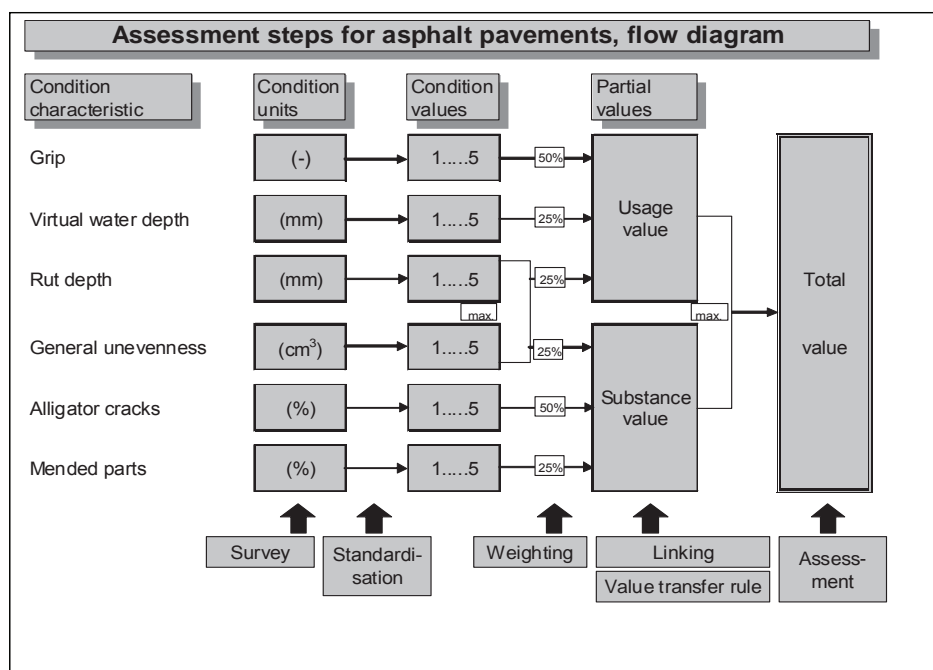 Assessment steps for asphalt pavements, flow diagram
Condition
characteristic
Condition
units
Condition
values
Partial
values
Grip
(-)
1.....5
50%
Virtual water depth
(mm)
1.....5
25%
Usage
value
Rut depth
(mm)
1.....5
25%
max.
max.
Total
value
General unevenness
(cm³)
1.....5
25%
Alligator cracks
(%)
1.....5
50%
Substance
value
Mended parts
(%)
1.....5
25%
Survey
Standardi-
sation
Weighting
Linking
Value transfer rule
Assess-
ment